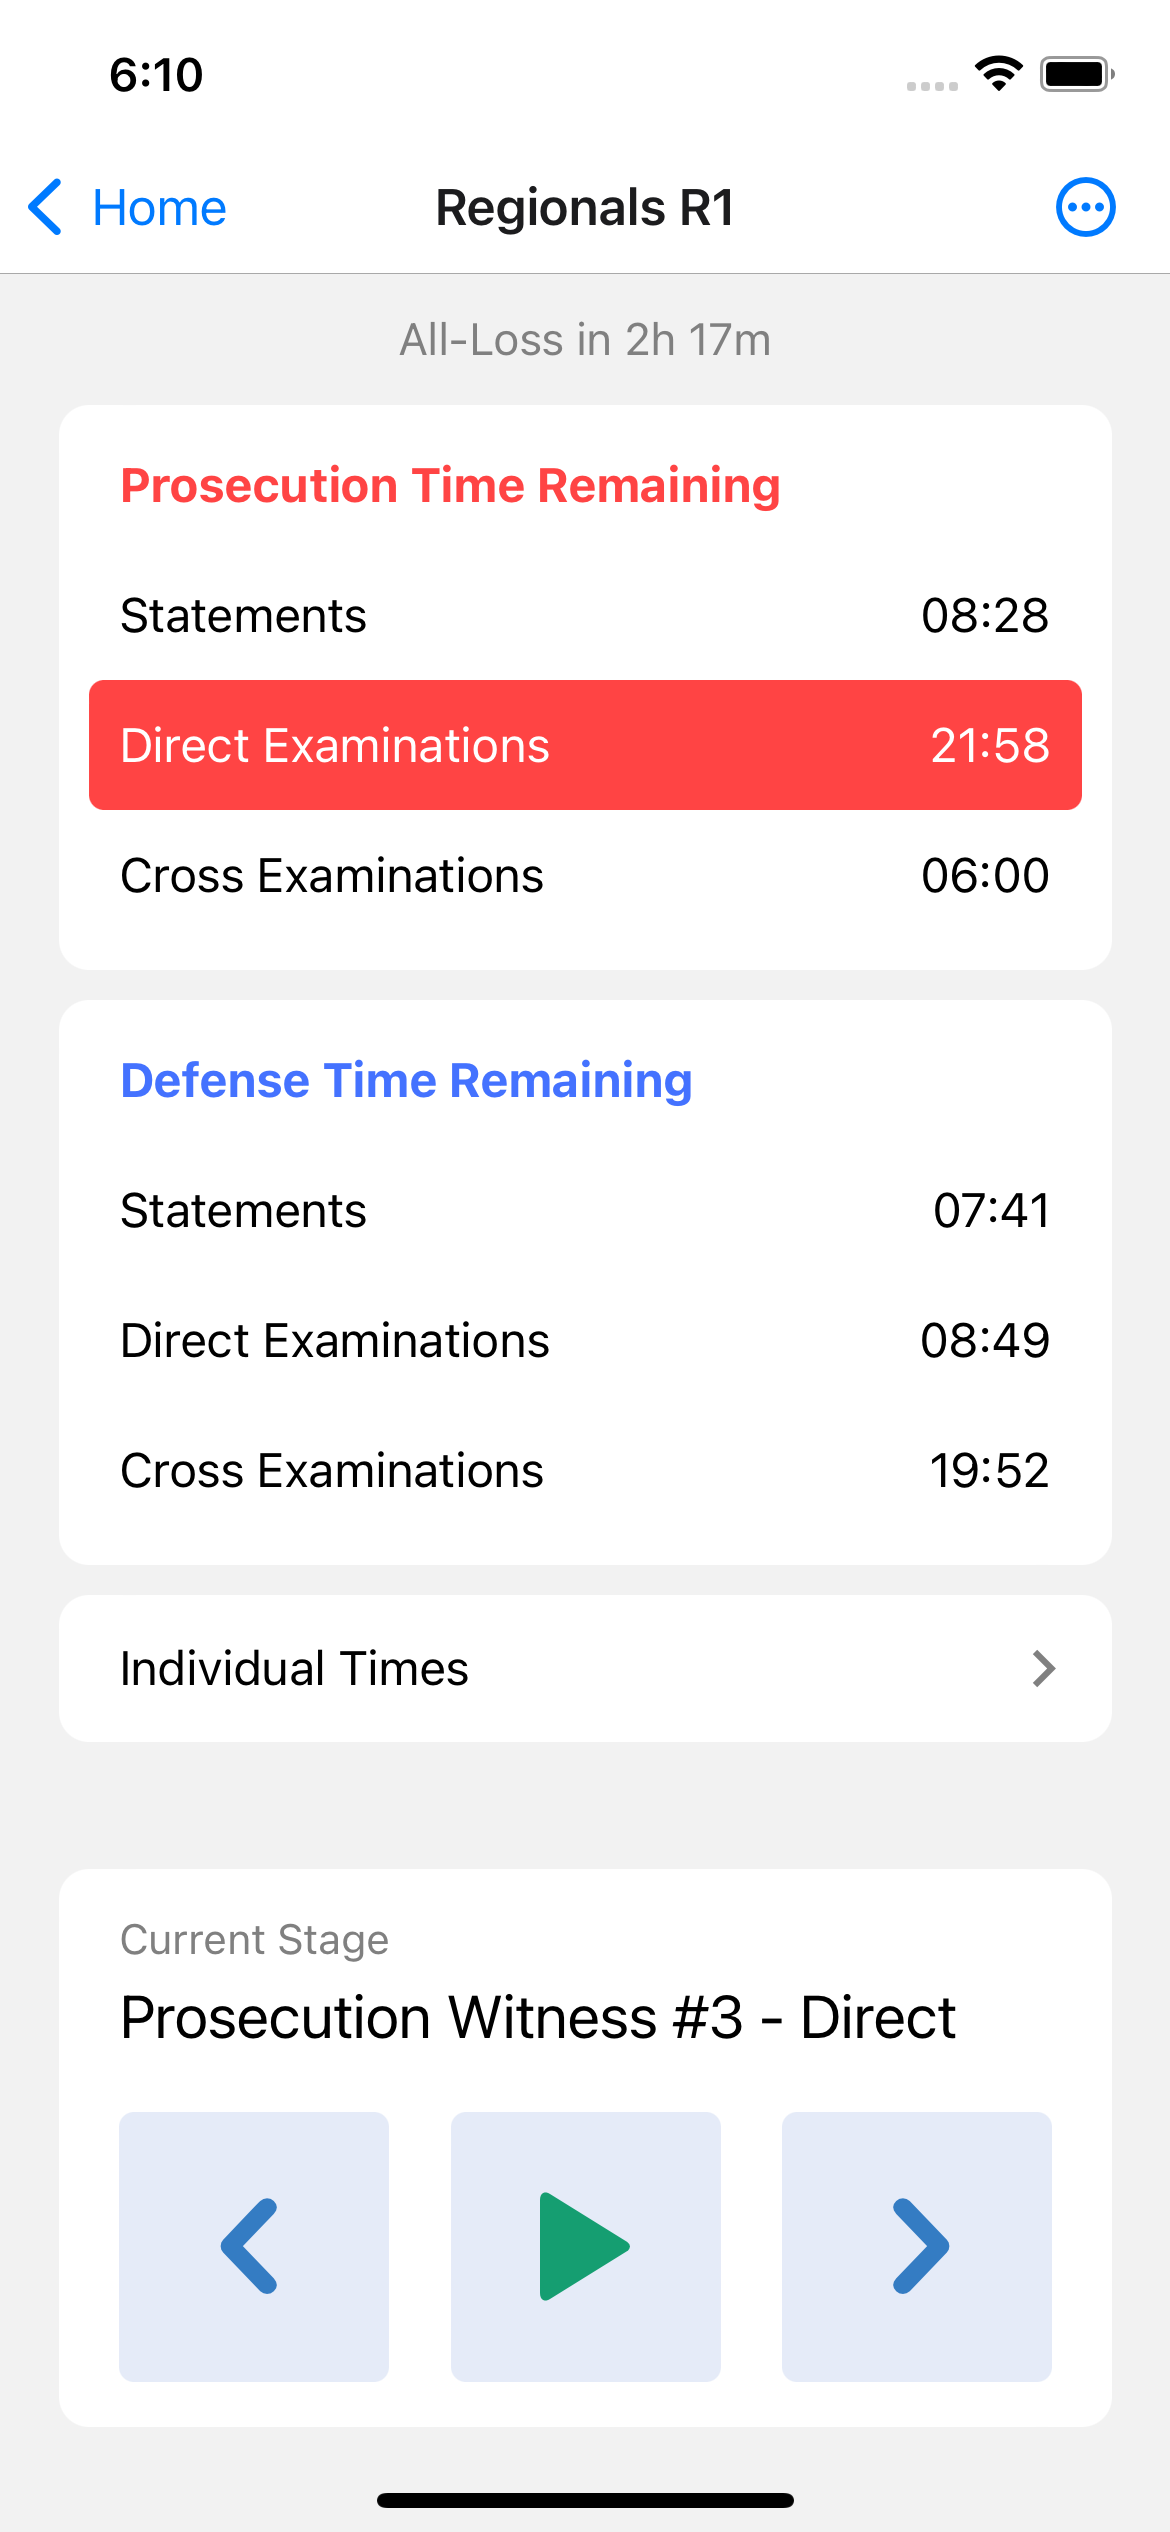 6:10
Home
Regionals R1
All-Loss in 2h 17m
Prosecution Time Remaining
Statements 08:28
Direct Examinations 21:58
Cross Examinations 06:00
Defense Time Remaining
Statements 07:41
Direct Examinations 08:49
Cross Examinations 19:52
Individual Times
Current Stage
Prosecution Witness #3 - Direct